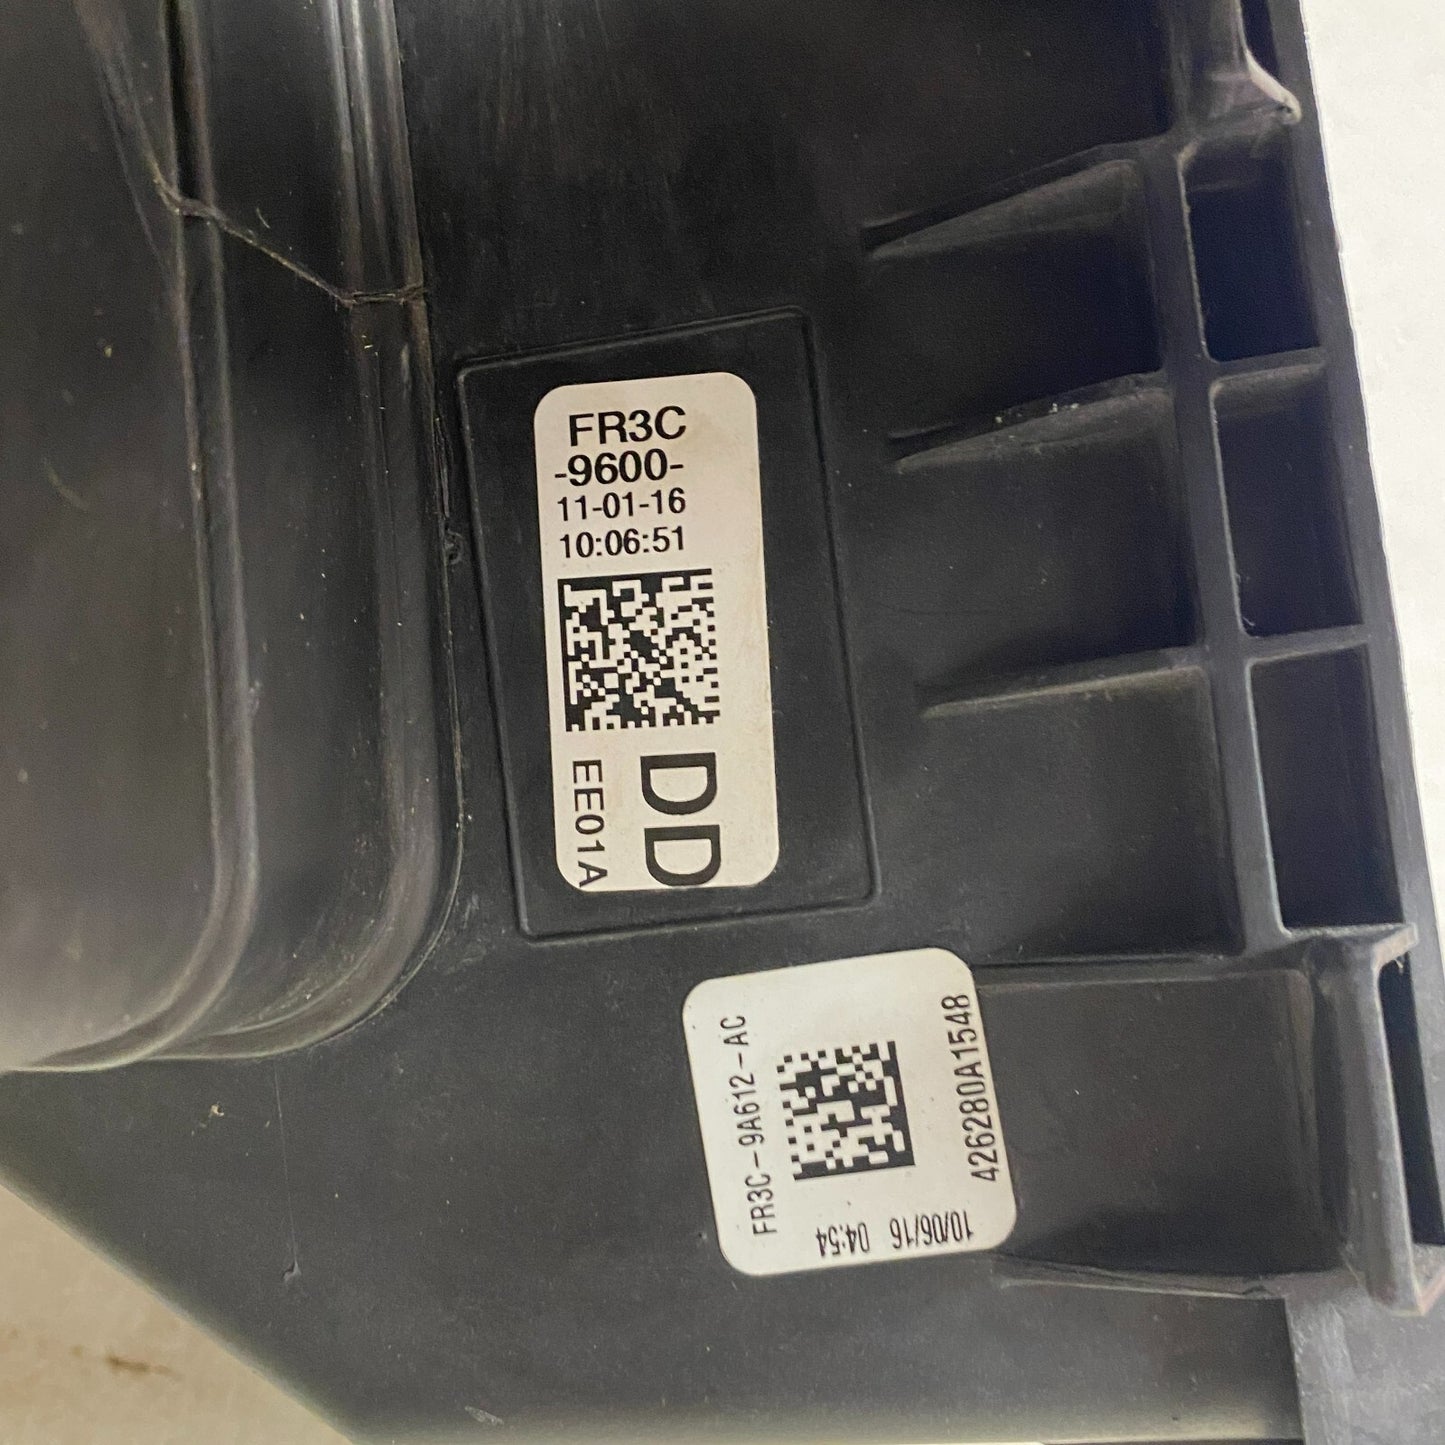 FR3C
-9600-
11-01-16
10:06:51
DD
EE01A
FR3C-9A612-AC
426280A1548
10/06/16 04:54